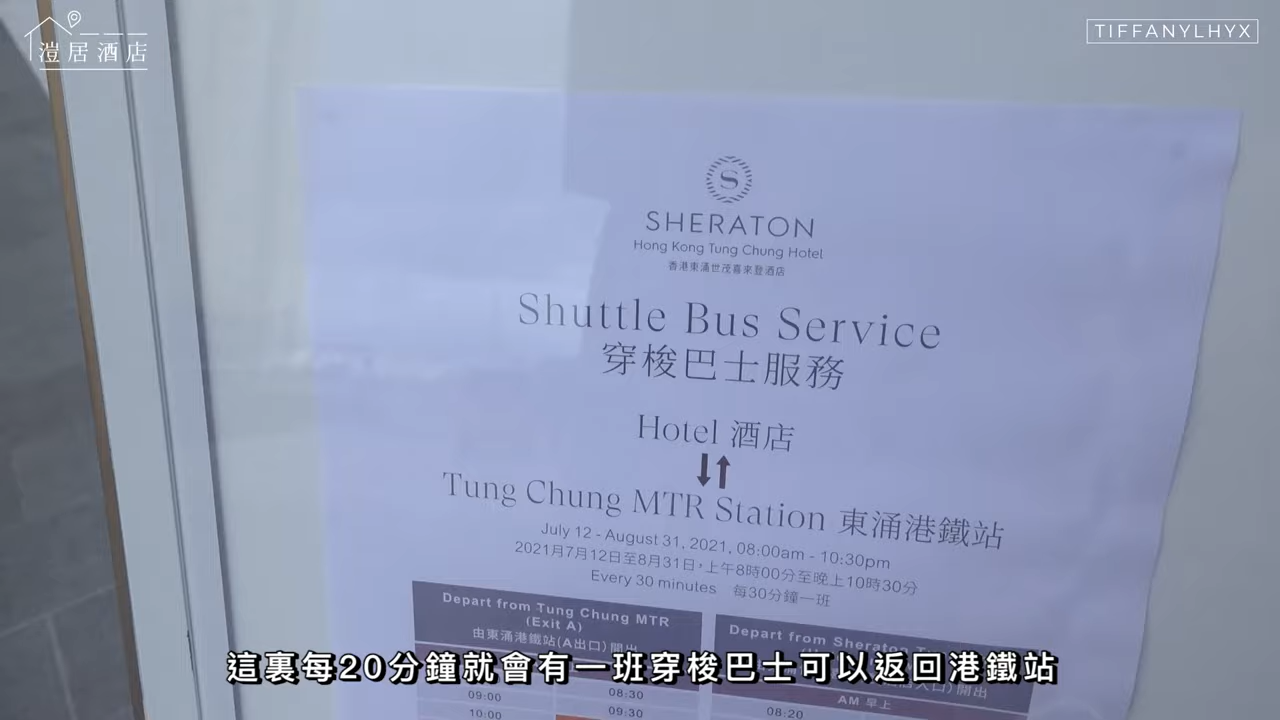 澄居酒店
TIFFANYLHYX
S
SHERATON
Hong Kong Tung Chung Hotel
香港東涌世茂喜來登酒店
Shuttle Bus Service
穿梭巴士服務
Hotel 酒店
Tung Chung MTR Station 東涌港鐵站
July 12 - August 31, 2021, 08:00am - 10:30pm
2021年7月12日至8月31日，上午8時00分至晚上10時30分
Every 30 minutes 每30分鐘一班
Depart from Tung Chung MTR
(Exit A)
由東涌港鐵站(A出口)開出
Depart from Sheraton
開出
AM 早上
09:00 08:30
10:00 09:30
08:20
這裏每20分鐘就會有一班穿梭巴士可以返回港鐵站